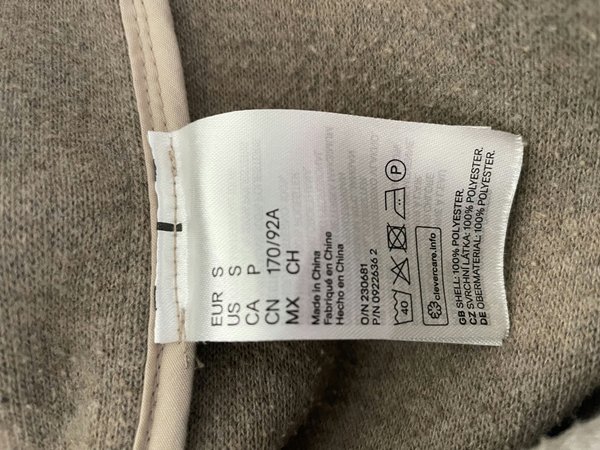 EUR S
US S
CA P
CN 170/92A
MX CH
Made in China
Fabriqué en Chine
Hecho en China
O/N 230681
P/N 0922636 2
40 P
clevercare.info
GB SHELL: 100% POLYESTER.
CZ SVRCHNÍ LÁTKA: 100% POLYESTER.
DE OBERMATERIAL: 100% POLYESTER.